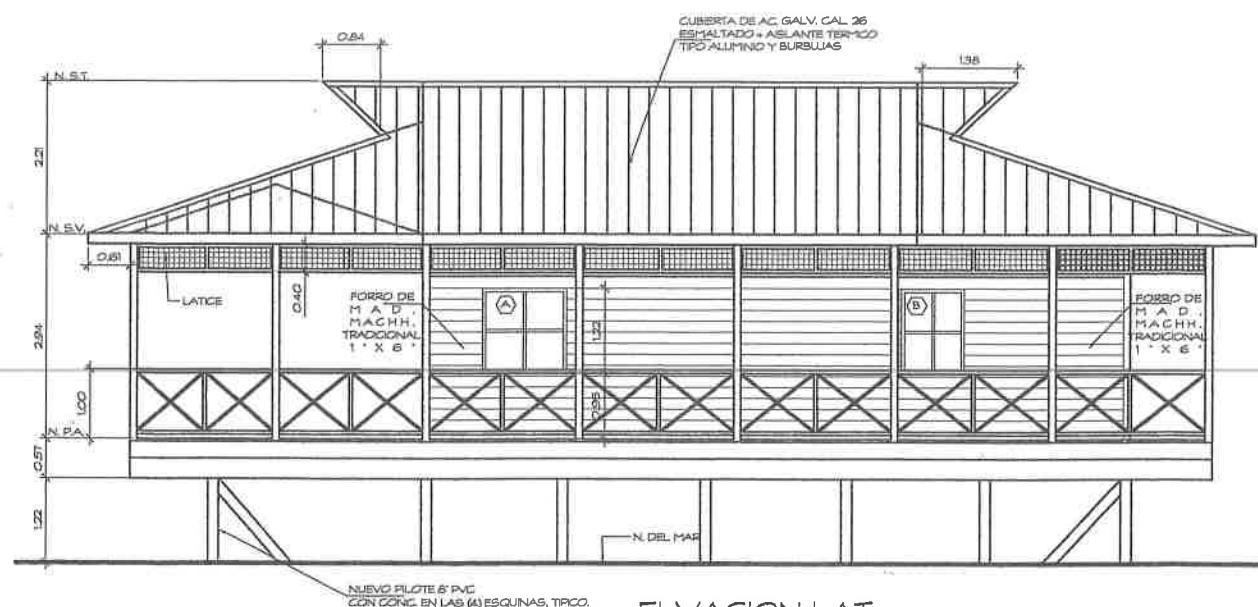 CUBIERTA DE AC. GALV. CAL. 26
ESMALTADO + AISLANTE TERMICO
TIPO ALUMINIO Y BURBUJAS
0.84
1.38
N. S.T.
2.21
N. S.V.
0.61
LATICE
0.40
FORRO DE
M A D .
MACHH.
TRADICIONAL
1 " X 6 "
A
1.22
B
FORRO DE
M A D .
MACHH.
TRADICIONAL
1 " X 6 "
2.94
1.00
0.95
N. P.A.
0.57
1.22
N. DEL MAR
NUEVO PILOTE 6" PVC
CON CONC. EN LAS (4) ESQUINAS, TIPICO.